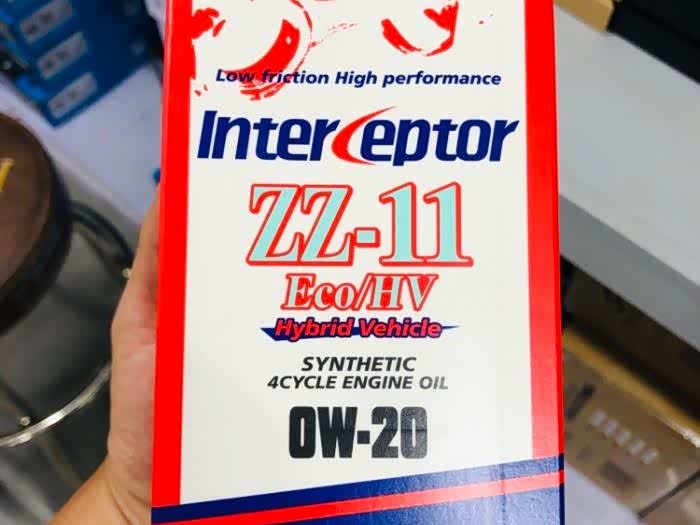 Low friction High performance
Interceptor
ZZ-11
Eco/HV
Hybrid Vehicle
SYNTHETIC
4CYCLE ENGINE OIL
0W-20